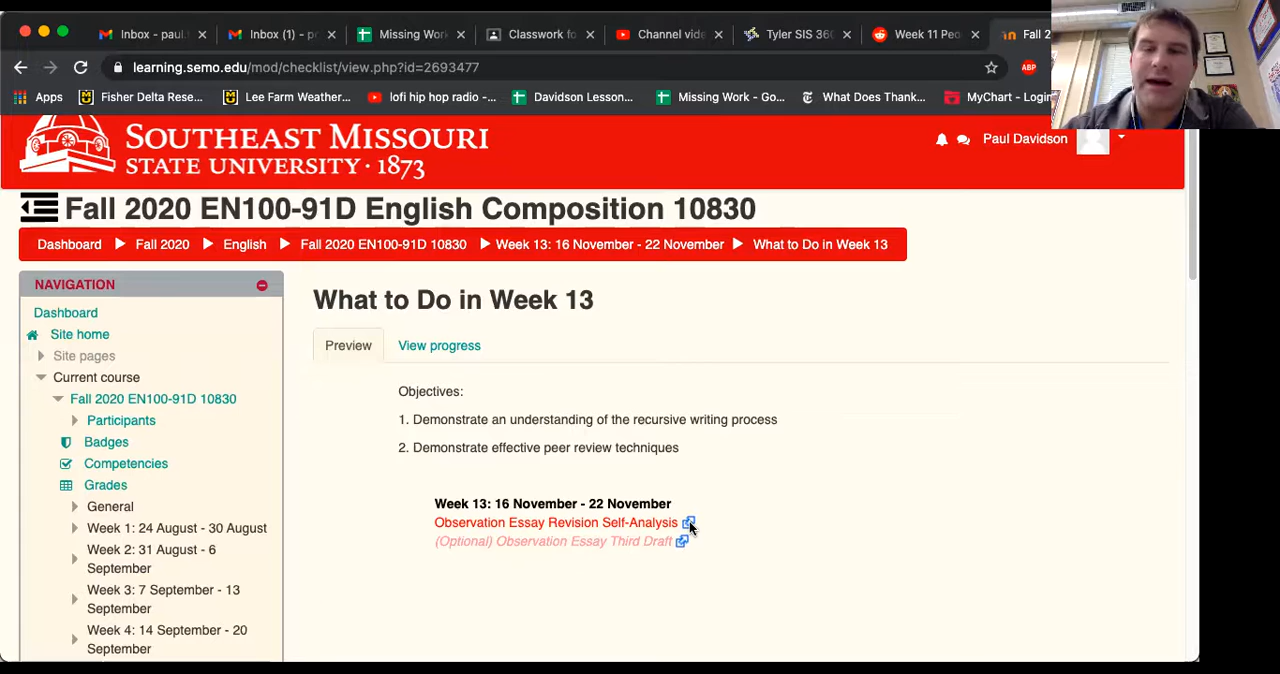 Inbox - paul.
Inbox (1) - pr
Missing Work
Classwork fo
Channel vide
Tyler SIS 360
Week 11 Peo
Fall 2
learning.semo.edu/mod/checklist/view.php?id=2693477
ABP
Apps
Fisher Delta Rese...
Lee Farm Weather...
lofi hip hop radio -...
Davidson Lesson...
Missing Work - Go...
What Does Thank...
MyChart - Login
SOUTHEAST MISSOURI
STATE UNIVERSITY · 1873
Paul Davidson
Fall 2020 EN100-91D English Composition 10830
Dashboard ▶ Fall 2020 ▶ English ▶ Fall 2020 EN100-91D 10830 ▶ Week 13: 16 November - 22 November ▶ What to Do in Week 13
NAVIGATION
Dashboard
Site home
Site pages
Current course
Fall 2020 EN100-91D 10830
Participants
Badges
Competencies
Grades
General
Week 1: 24 August - 30 August
Week 2: 31 August - 6
September
Week 3: 7 September - 13
September
Week 4: 14 September - 20
September
What to Do in Week 13
Preview
View progress
Objectives:
1. Demonstrate an understanding of the recursive writing process
2. Demonstrate effective peer review techniques
Week 13: 16 November - 22 November
Observation Essay Revision Self-Analysis
(Optional) Observation Essay Third Draft